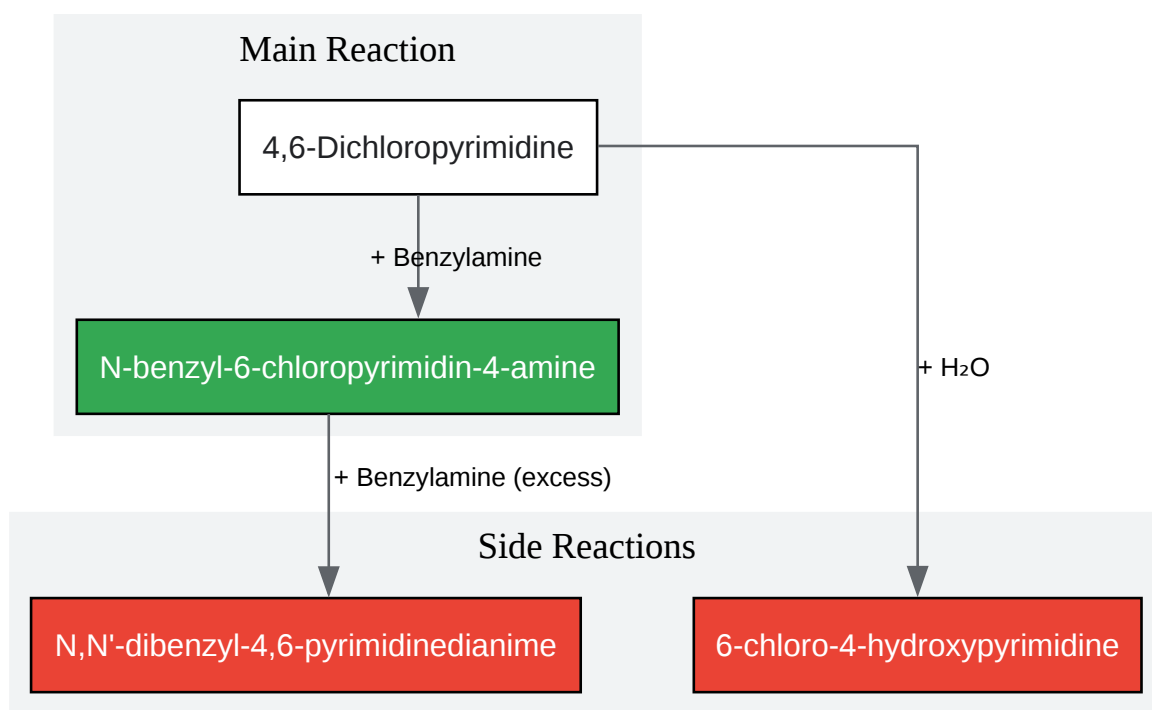 Main Reaction
4,6-Dichloropyrimidine
+ Benzylamine
N-benzyl-6-chloropyrimidin-4-amine
+ H₂O
+ Benzylamine (excess)
Side Reactions
N,N'-dibenzyl-4,6-pyrimidinedianime
6-chloro-4-hydroxypyrimidine